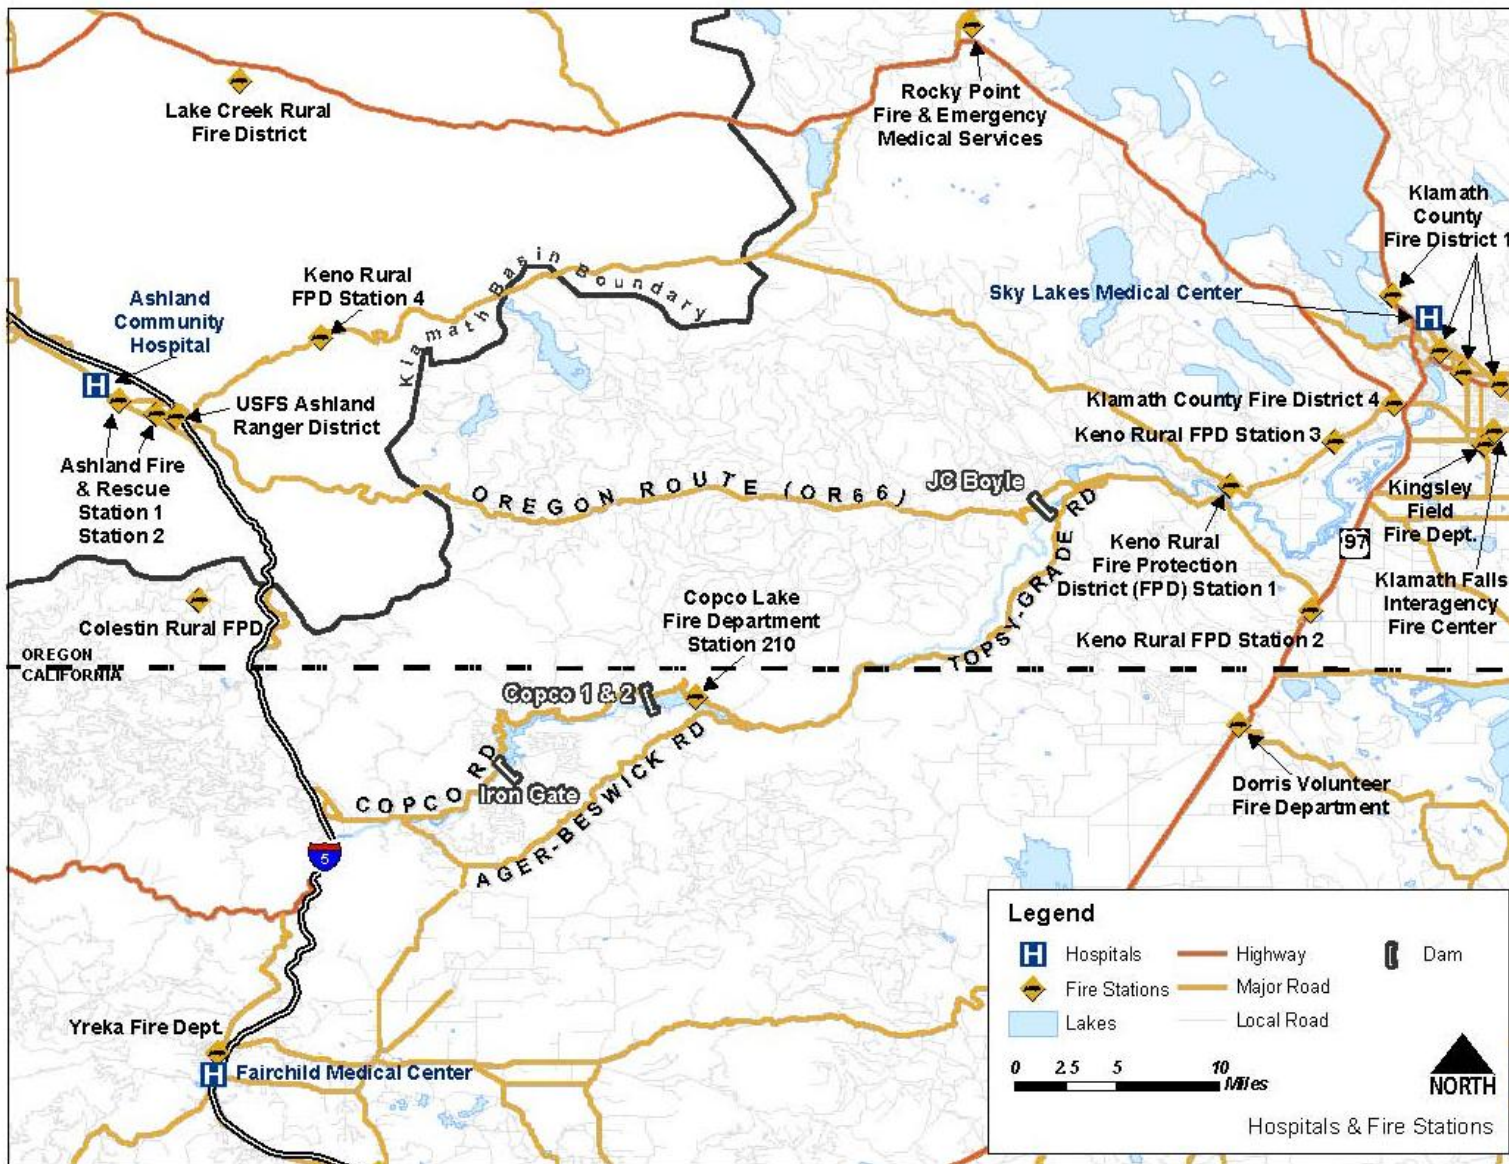 Lake Creek Rural
Fire District
Rocky Point
Fire & Emergency
Medical Services
Klamath
County
Fire District 1
Keno Rural
FPD Station 4
Klamath Basin Boundary
Ashland
Community
Hospital
Sky Lakes Medical Center
USFS Ashland
Ranger District
Klamath County Fire District 4
Keno Rural FPD Station 3
Ashland Fire
& Rescue
Station 1
Station 2
OREGON ROUTE (OR66)
JC Boyle
TOPSY-GRADE RD
Kingsley
Field
Fire Dept.
97
Keno Rural
Fire Protection
District (FPD) Station 1
Klamath Falls
Interagency
Fire Center
Colestin Rural FPD
Copco Lake
Fire Department
Station 210
Keno Rural FPD Station 2
OREGON
CALIFORNIA
Copco 1 & 2
COPCO RD
Iron Gate
AGER-BESWICK RD
Dorris Volunteer
Fire Department
5
Yreka Fire Dept.
H Fairchild Medical Center
Legend
H Hospitals
Highway
Dam
Fire Stations
Major Road
Lakes
Local Road
0 2.5 5 10
Miles
NORTH
Hospitals & Fire Stations